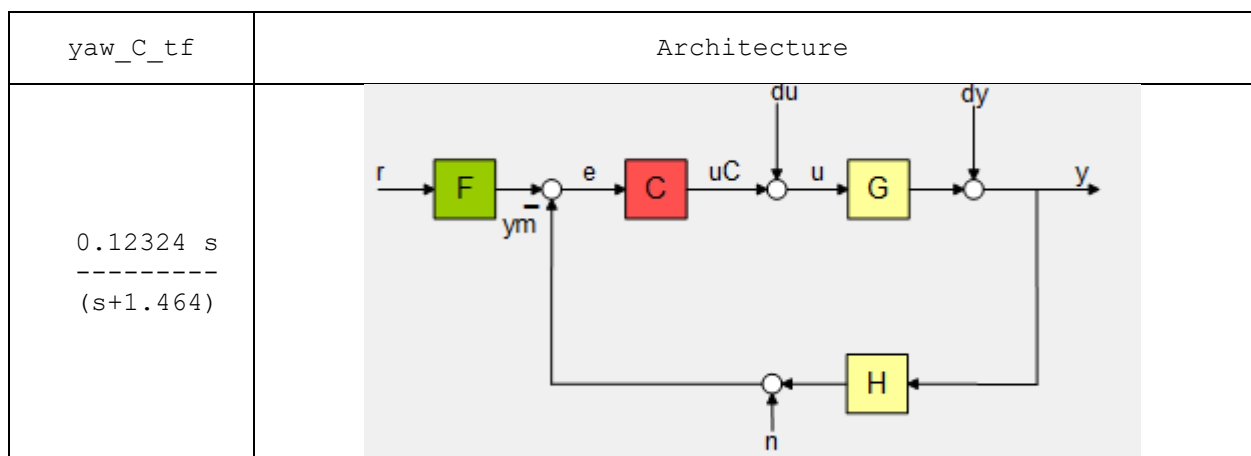 yaw_C_tf Architecture
du dy
r F e C uC u G y
ym
0.12324 s
---------
(s+1.464)
H
n